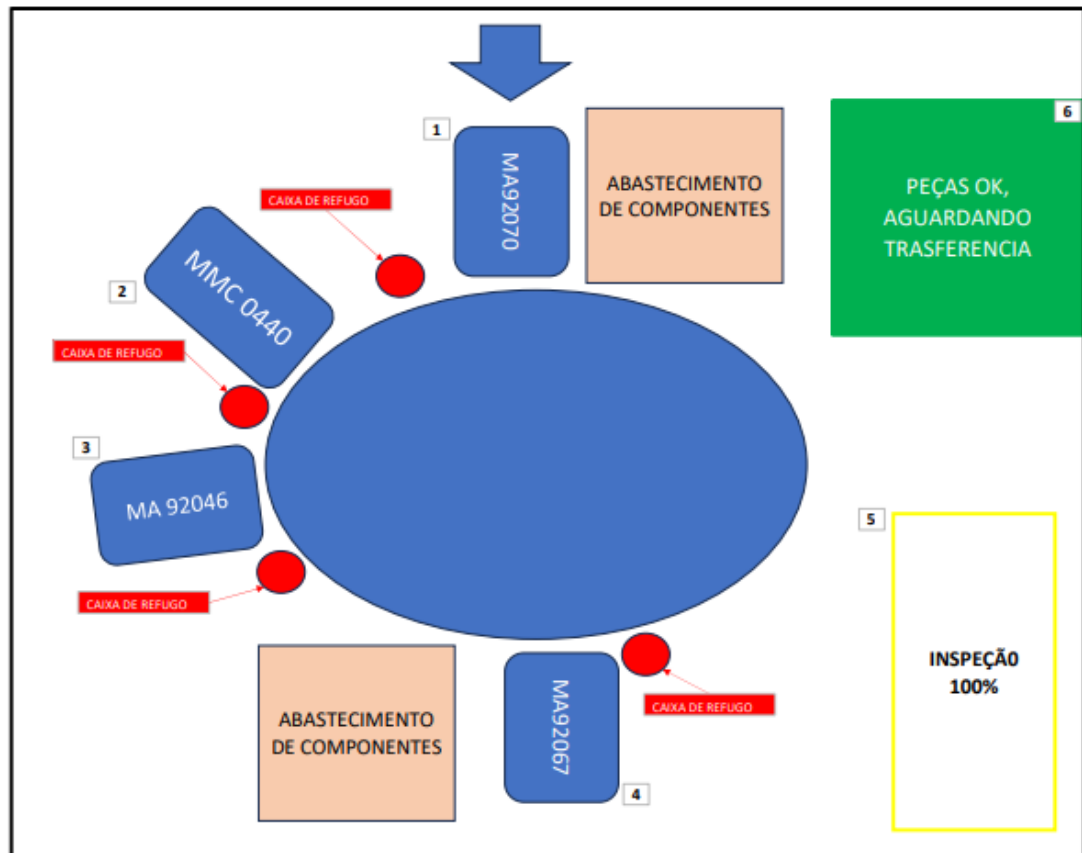 1
MA92070
ABASTECIMENTO
DE COMPONENTES
6
PEÇAS OK,
AGUARDANDO
TRASFERENCIA
CAIXA DE REFUGO
2
MMC 0440
CAIXA DE REFUGO
3
MA 92046
CAIXA DE REFUGO
5
INSPEÇÃ0
100%
ABASTECIMENTO
DE COMPONENTES
MA92067
4
CAIXA DE REFUGO